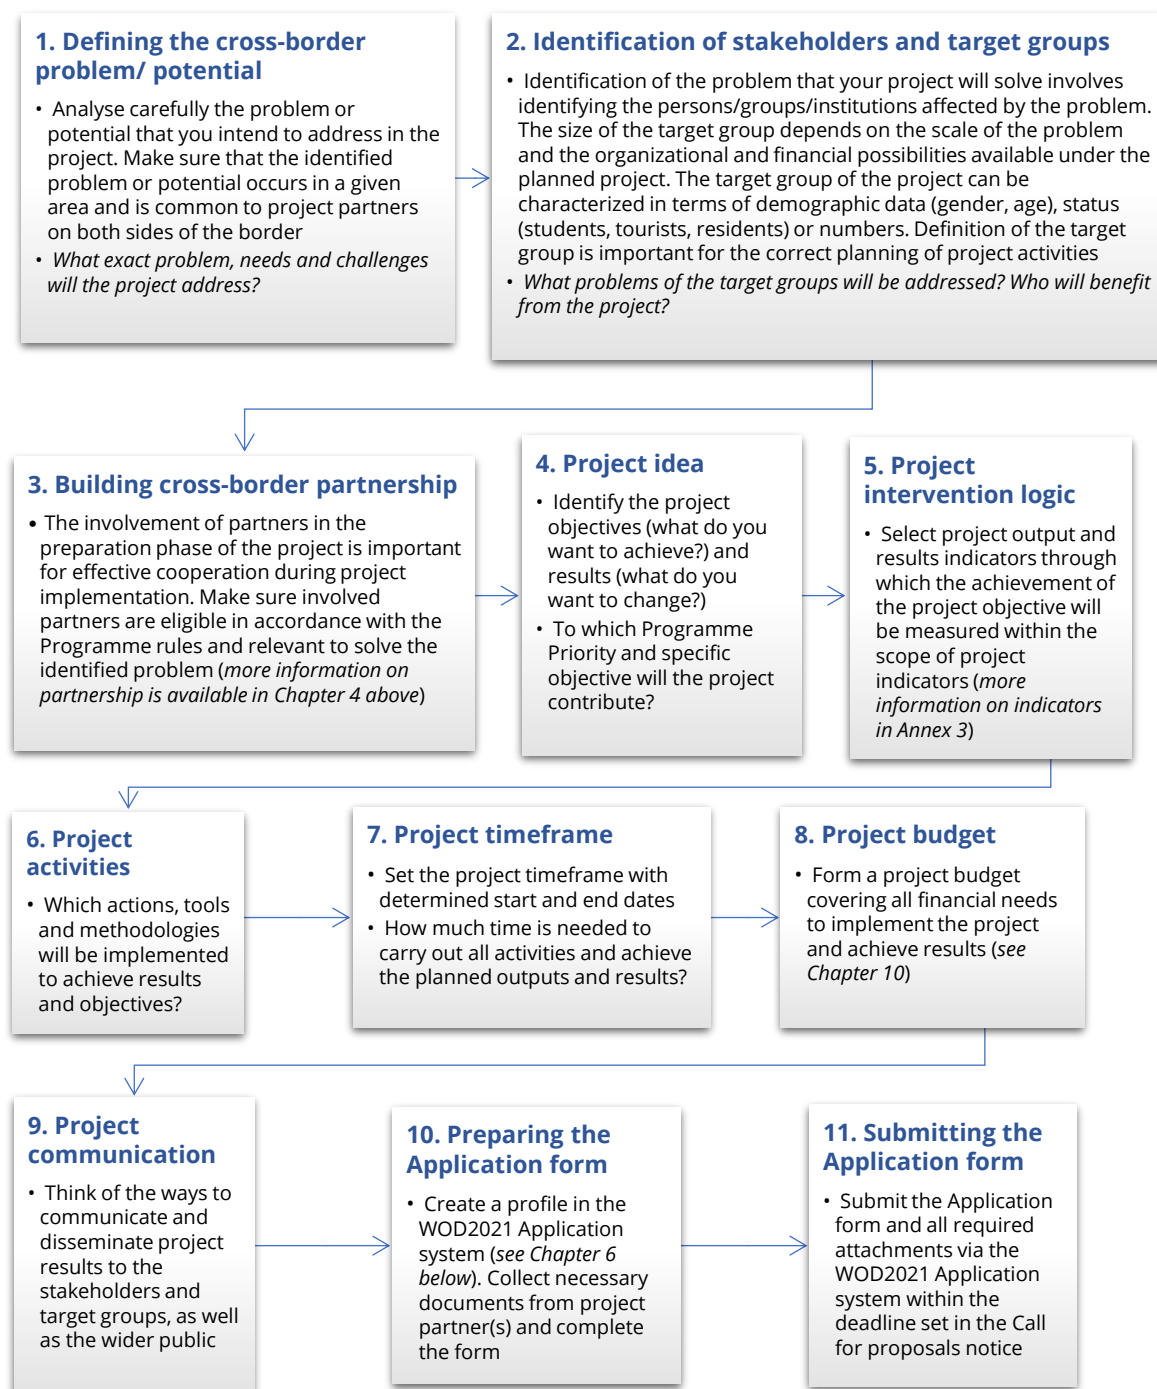 1. Defining the cross-border
problem/ potential
• Analyse carefully the problem or
potential that you intend to address in the
project. Make sure that the identified
problem or potential occurs in a given
area and is common to project partners
on both sides of the border
• What exact problem, needs and challenges
will the project address?
2. Identification of stakeholders and target groups
• Identification of the problem that your project will solve involves
identifying the persons/groups/institutions affected by the problem.
The size of the target group depends on the scale of the problem
and the organizational and financial possibilities available under the
planned project. The target group of the project can be
characterized in terms of demographic data (gender, age), status
(students, tourists, residents) or numbers. Definition of the target
group is important for the correct planning of project activities
• What problems of the target groups will be addressed? Who will benefit
from the project?
3. Building cross-border partnership
• The involvement of partners in the
preparation phase of the project is important
for effective cooperation during project
implementation. Make sure involved
partners are eligible in accordance with the
Programme rules and relevant to solve the
identified problem (more information on
partnership is available in Chapter 4 above)
4. Project idea
• Identify the project
objectives (what do you
want to achieve?) and
results (what do you
want to change?)
• To which Programme
Priority and specific
objective will the project
contribute?
5. Project
intervention logic
• Select project output and
results indicators through
which the achievement of
the project objective will
be measured within the
scope of project
indicators (more
information on indicators
in Annex 3)
6. Project
activities
• Which actions, tools
and methodologies
will be implemented
to achieve results
and objectives?
7. Project timeframe
• Set the project timeframe with
determined start and end dates
• How much time is needed to
carry out all activities and achieve
the planned outputs and results?
8. Project budget
• Form a project budget
covering all financial needs
to implement the project
and achieve results (see
Chapter 10)
9. Project
communication
• Think of the ways to
communicate and
disseminate project
results to the
stakeholders and
target groups, as well
as the wider public
10. Preparing the
Application form
• Create a profile in the
WOD2021 Application
system (see Chapter 6
below). Collect necessary
documents from project
partner(s) and complete
the form
11. Submitting the
Application form
• Submit the Application
form and all required
attachments via the
WOD2021 Application
system within the
deadline set in the Call
for proposals notice